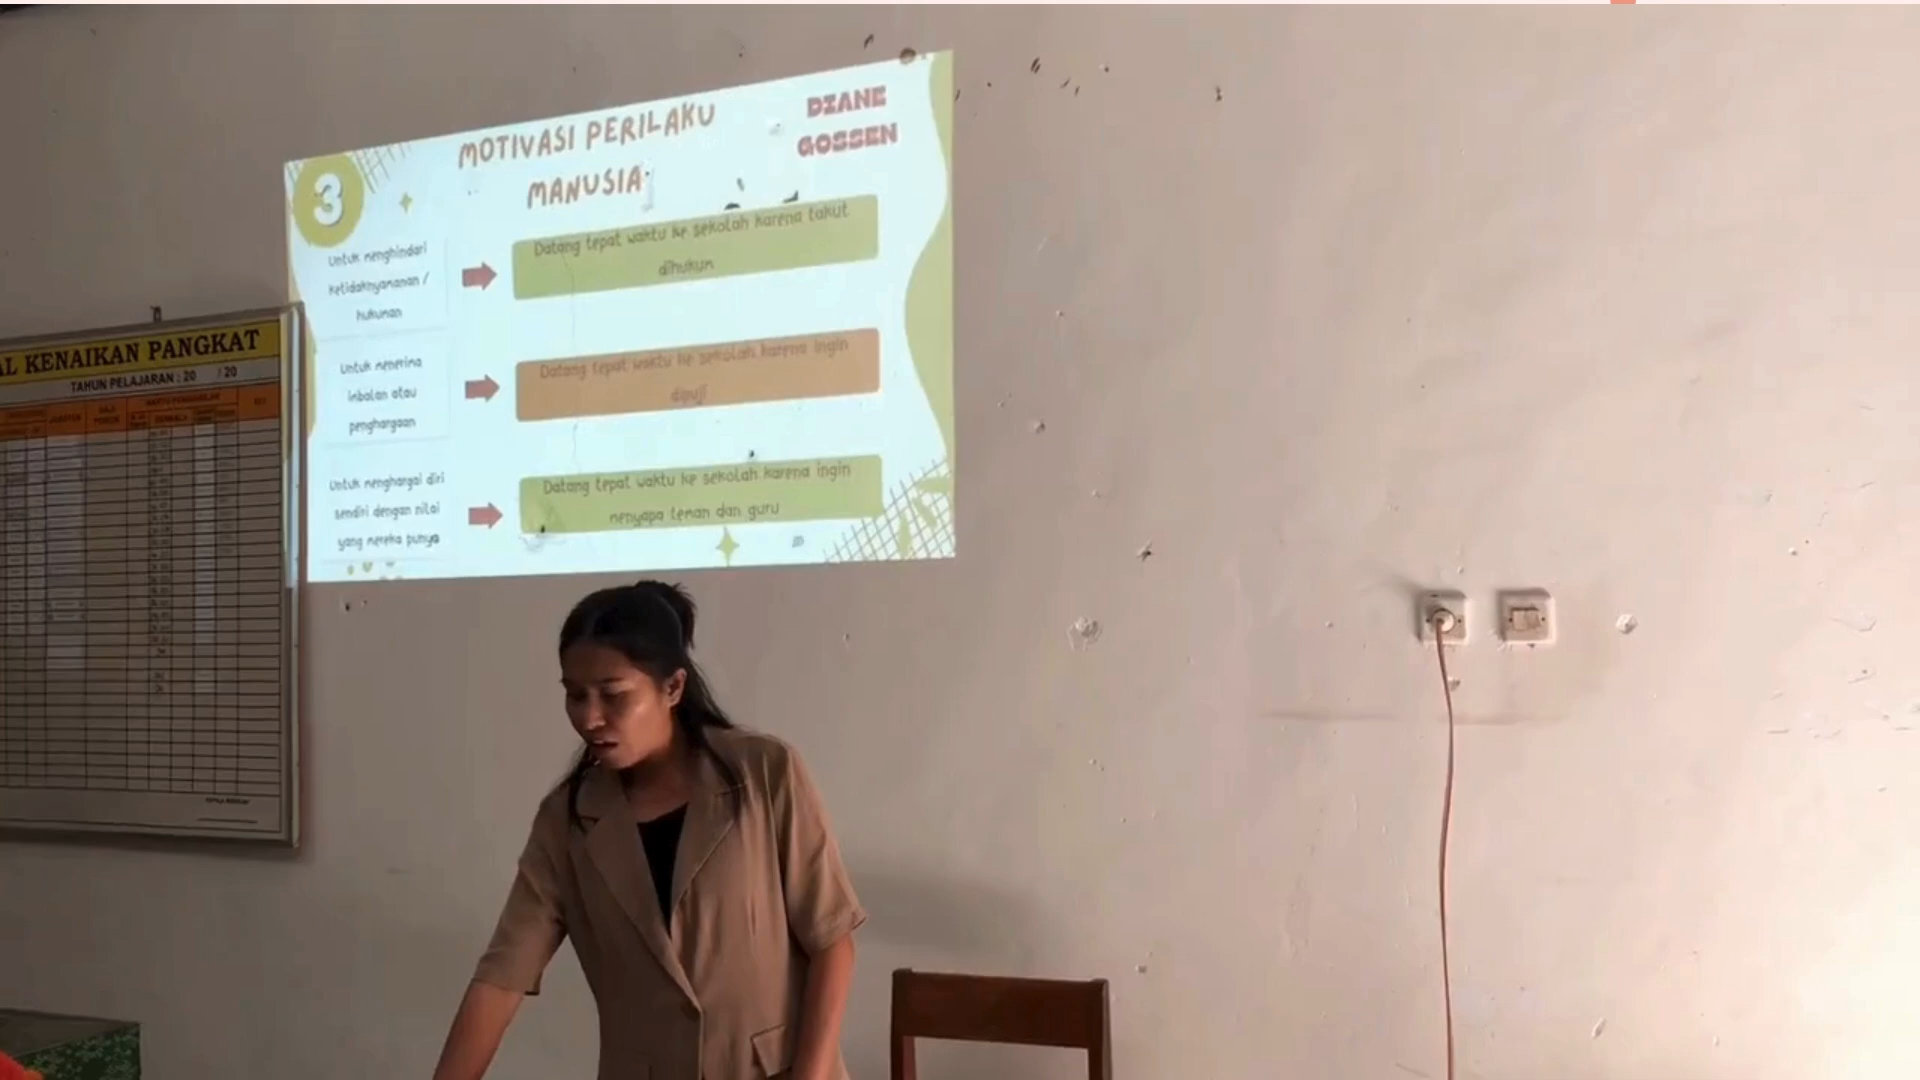 3
MOTIVASI PERILAKU
MANUSIA
DIANE
GOSSEN
Untuk menghindari
ketidaknyamanan /
hukuman
Datang tepat waktu ke sekolah karena takut
dihukum
Untuk menerima
imbalan atau
penghargaan
Datang tepat waktu ke sekolah karena ingin
dipuji
Untuk menghargai diri
sendiri dengan nilai
yang mereka punya
Datang tepat waktu ke sekolah karena ingin
menyapa teman dan guru
AL KENAIKAN PANGKAT
TAHUN PELAJARAN : 20 / 20